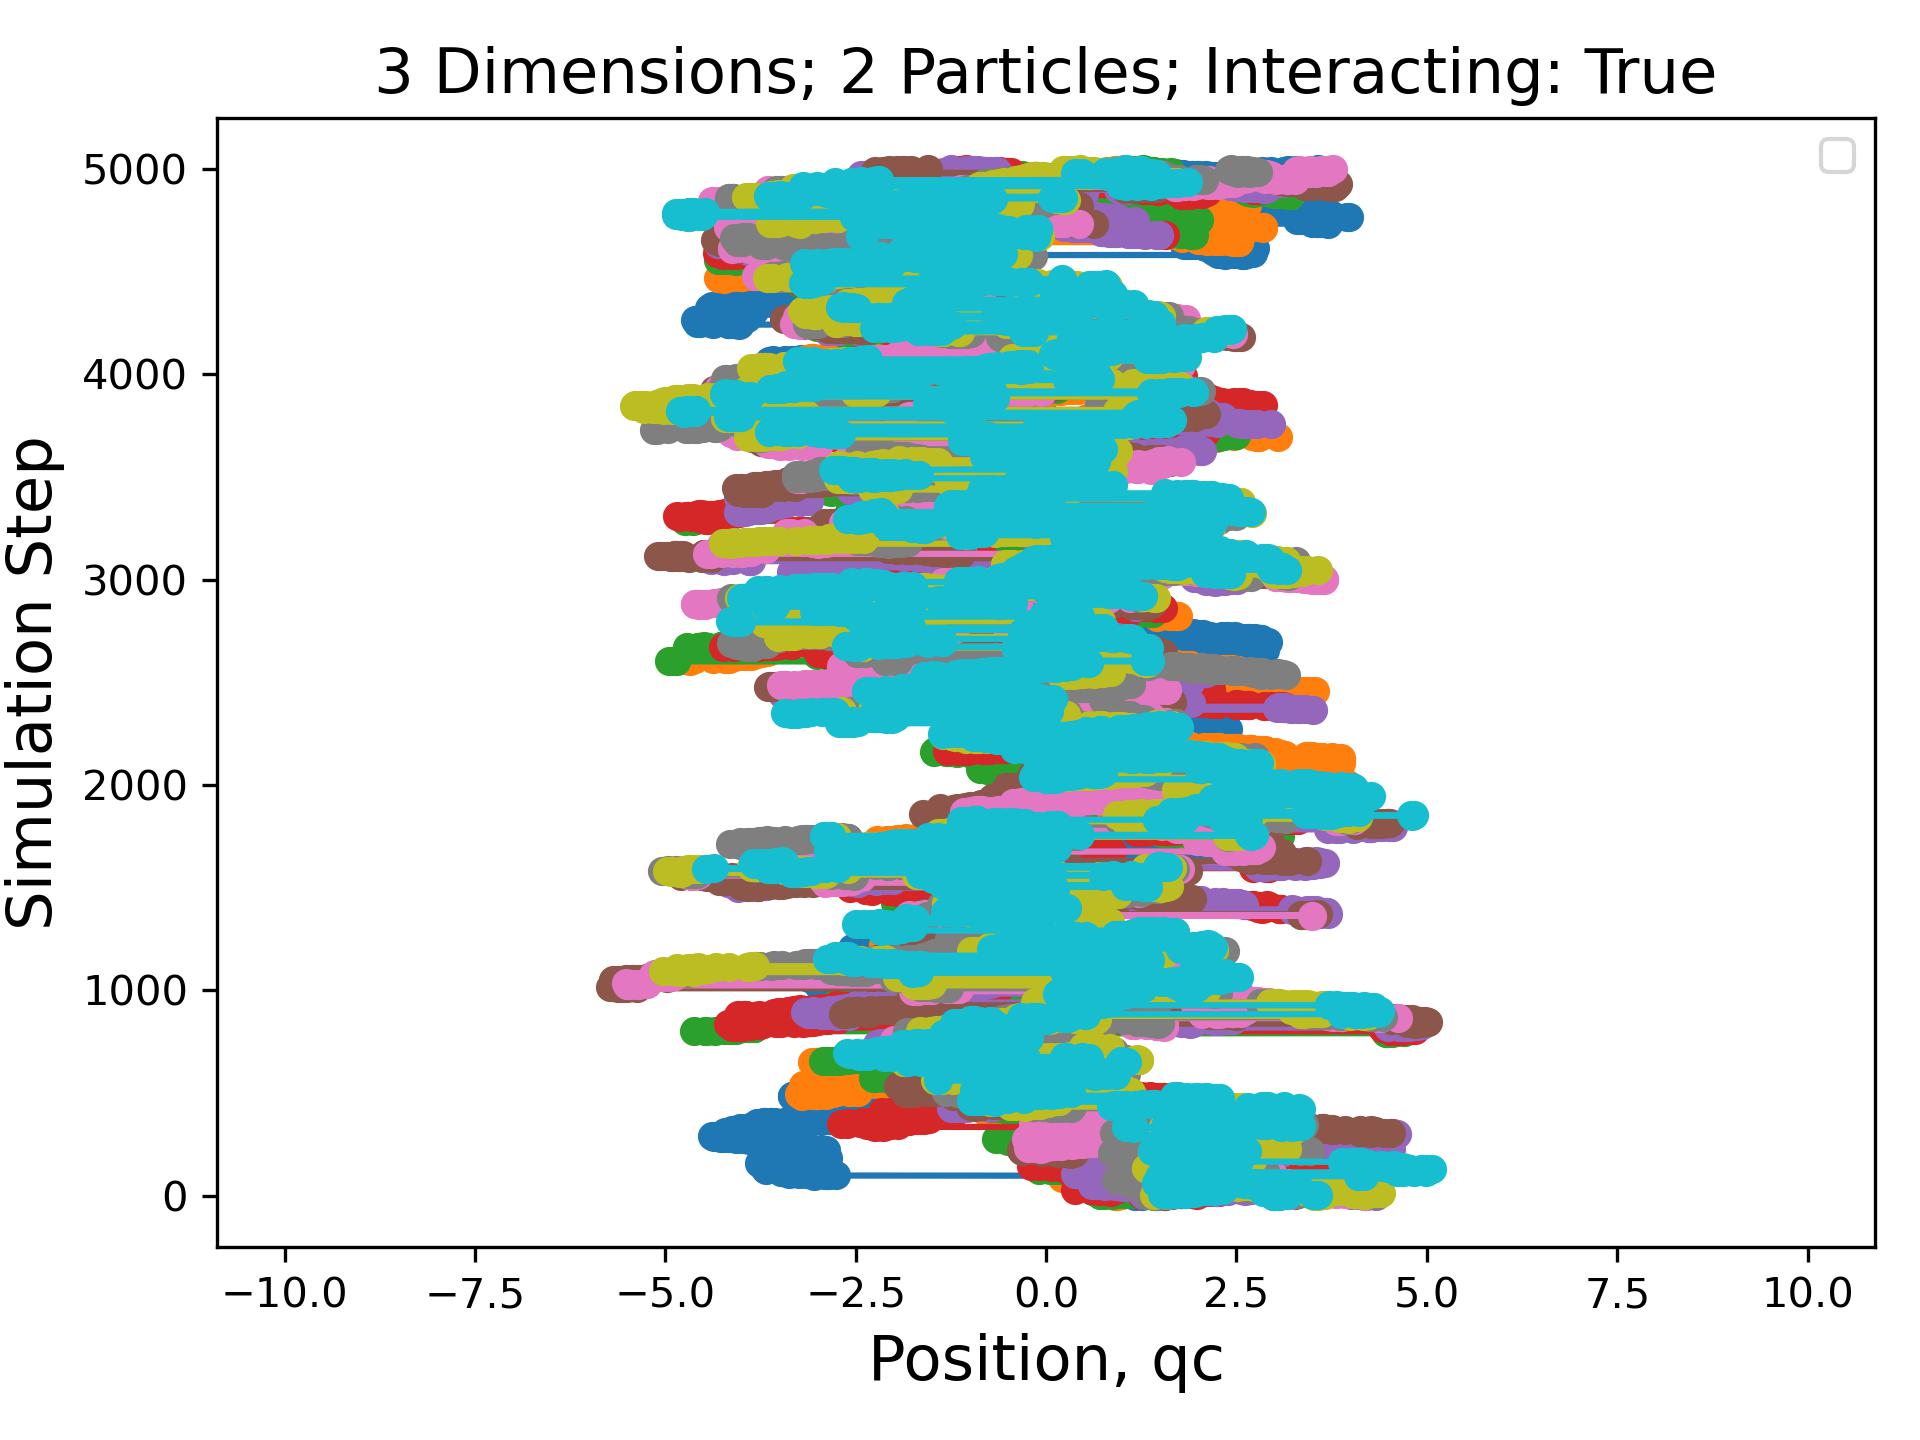 3 Dimensions; 2 Particles; Interacting: True
Simulation Step
5000
4000
3000
2000
1000
0
−10.0 −7.5 −5.0 −2.5 0.0 2.5 5.0 7.5 10.0
Position, qc